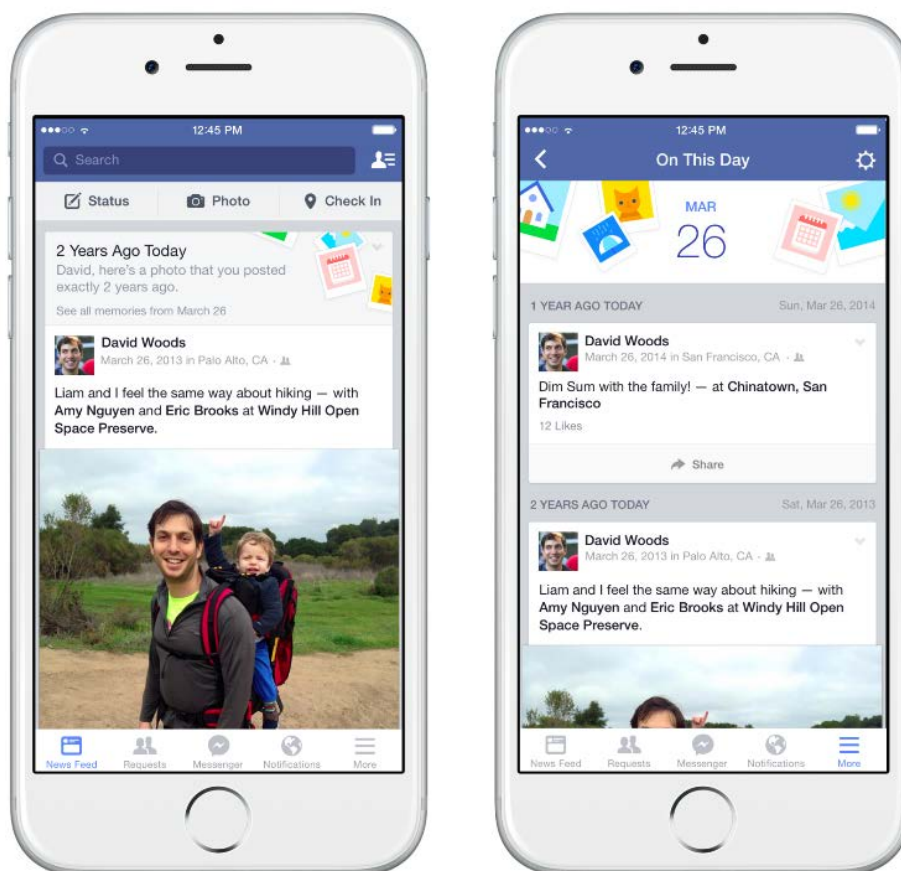 12:45 PM
Search
Status
Photo
Check In
2 Years Ago Today
David, here's a photo that you posted
exactly 2 years ago.
See all memories from March 26
David Woods
March 26, 2013 in Palo Alto, CA ·
Liam and I feel the same way about hiking — with
Amy Nguyen and Eric Brooks at Windy Hill Open
Space Preserve.
News Feed
Requests
Messenger
Notifications
More
12:45 PM
On This Day
MAR
26
1 YEAR AGO TODAY
Sun, Mar 26, 2014
David Woods
March 26, 2014 in San Francisco, CA ·
Dim Sum with the family! — at Chinatown, San
Francisco
12 Likes
Share
2 YEARS AGO TODAY
Sat, Mar 26, 2013
David Woods
March 26, 2013 in Palo Alto, CA ·
Liam and I feel the same way about hiking — with
Amy Nguyen and Eric Brooks at Windy Hill Open
Space Preserve.
News Feed
Requests
Messenger
Notifications
More